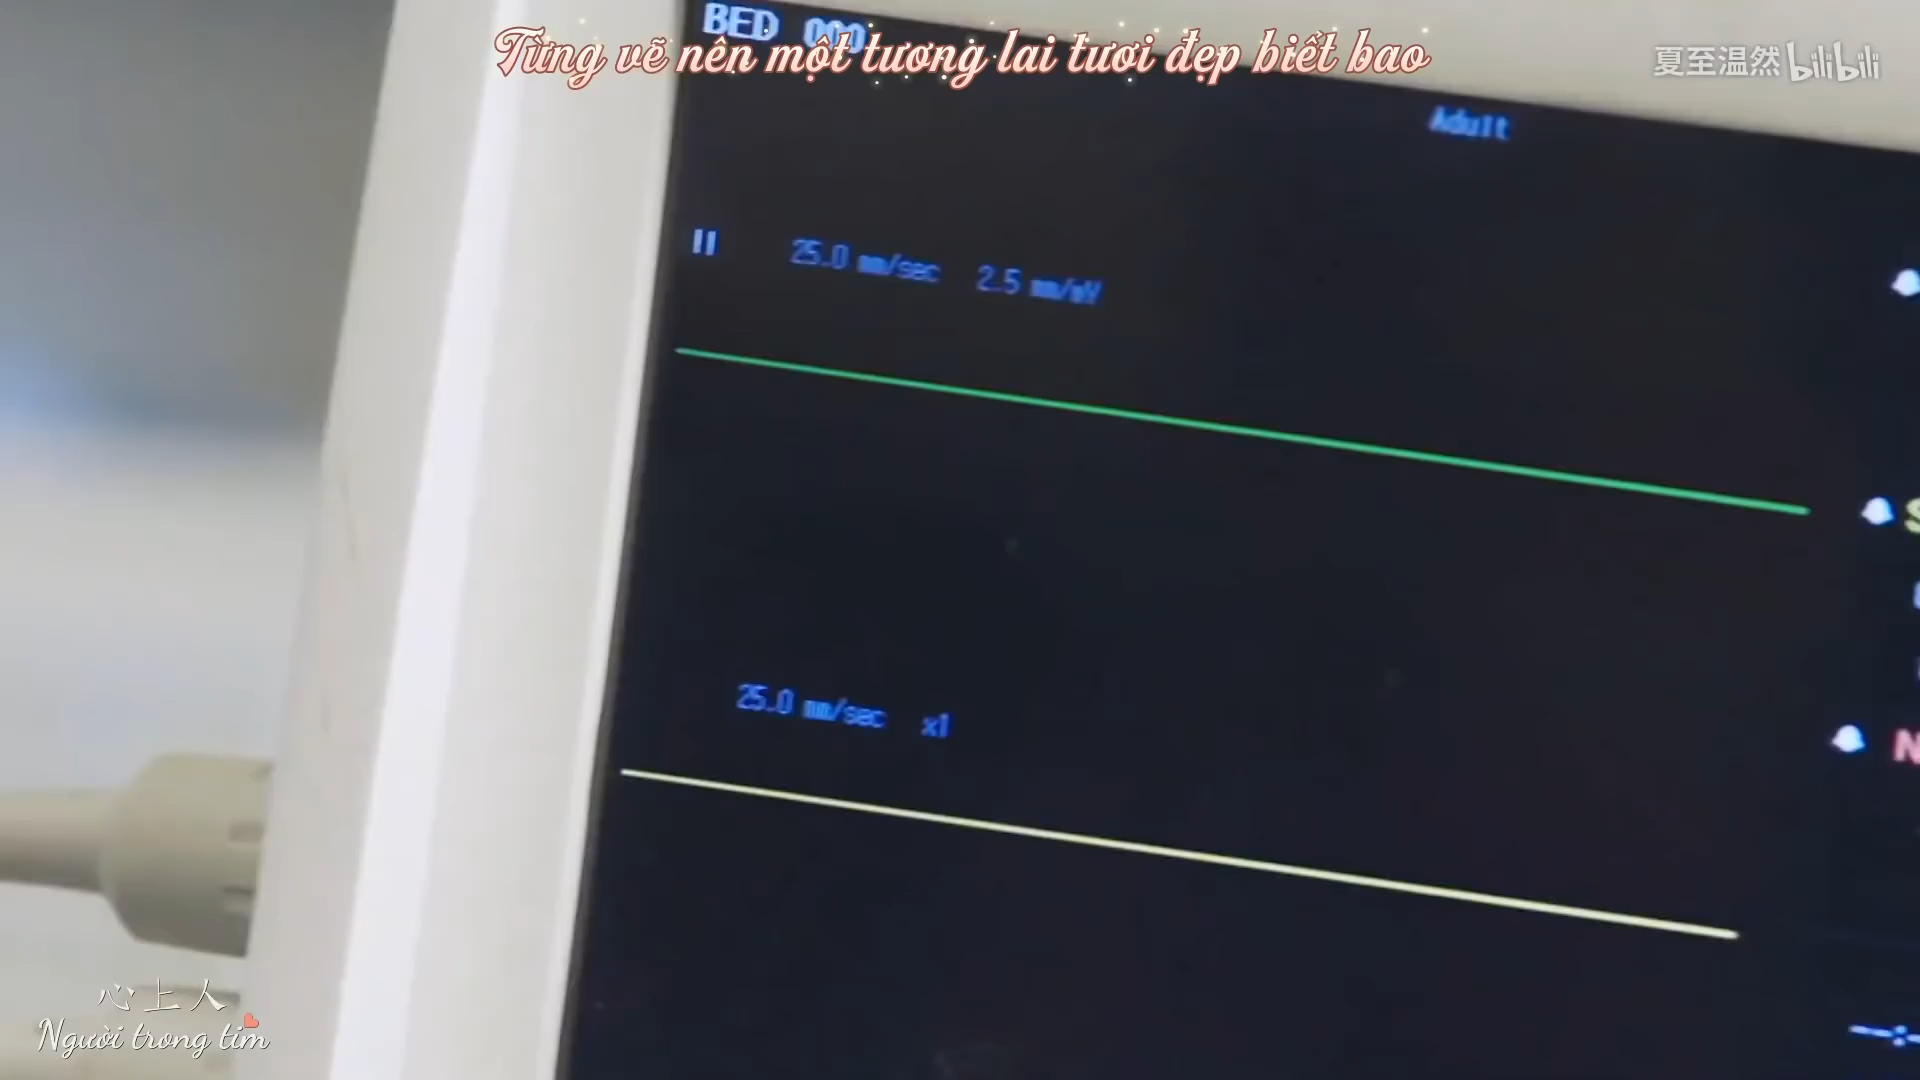 BED 000
Từng vẽ nên một tương lai tươi đẹp biết bao
夏至温然 bilibili
Adult
25.0 mm/sec 2.5 mm/mV
25.0 mm/sec x1
N
心上人
Người trong tim